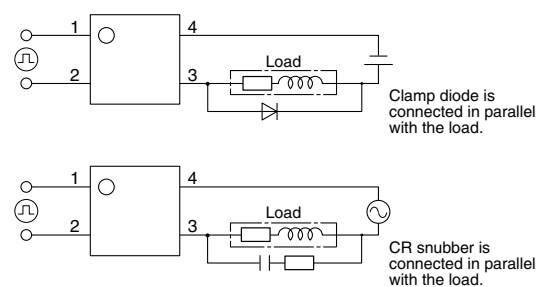 1 4
Load
2 3
Clamp diode is
connected in parallel
with the load.
1 4
Load
2 3
CR snubber is
connected in parallel
with the load.